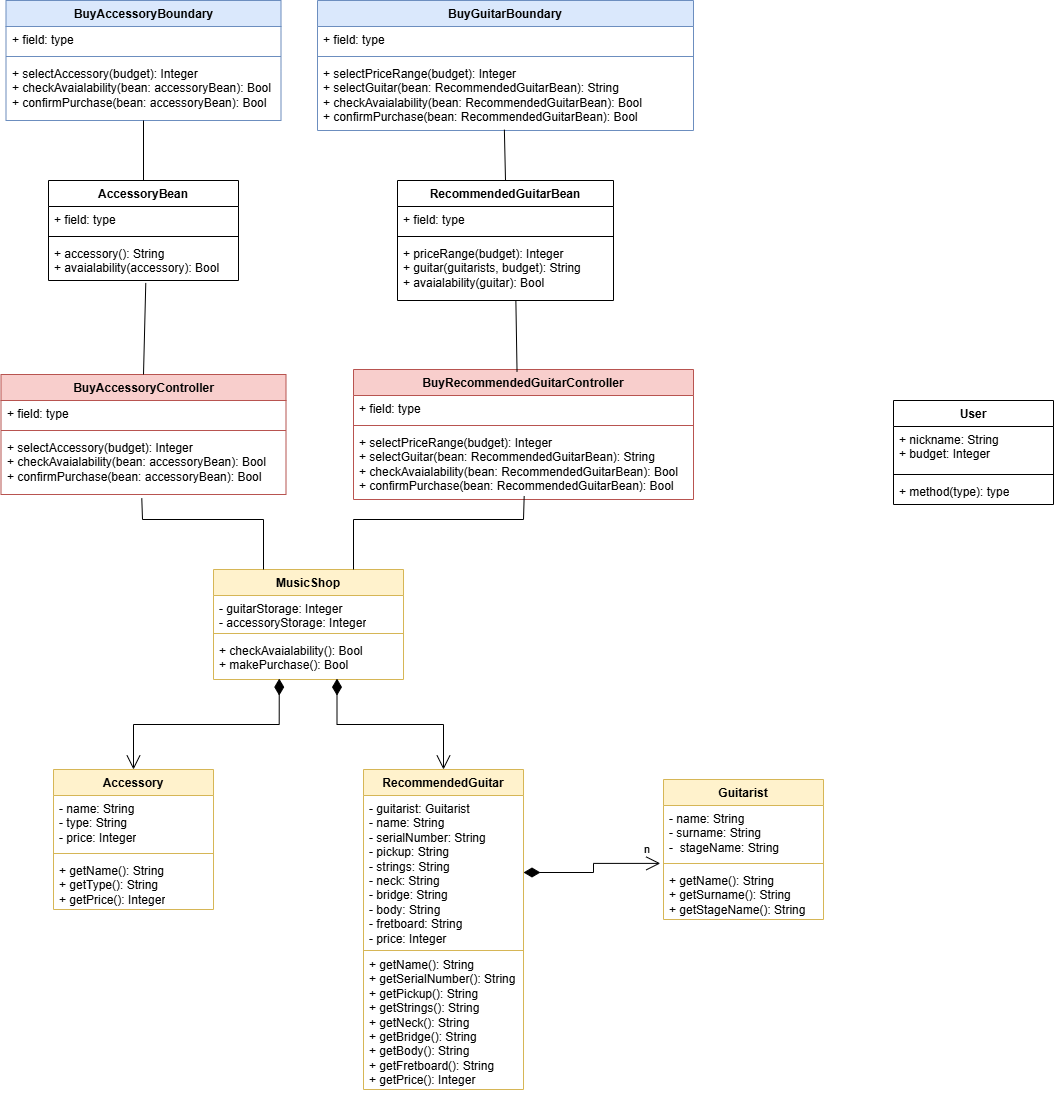 BuyAccessoryBoundary
+ field: type
+ selectAccessory(budget): Integer
+ checkAvaialability(bean: accessoryBean): Bool
+ confirmPurchase(bean: accessoryBean): Bool
BuyGuitarBoundary
+ field: type
+ selectPriceRange(budget): Integer
+ selectGuitar(bean: RecommendedGuitarBean): String
+ checkAvaialability(bean: RecommendedGuitarBean): Bool
+ confirmPurchase(bean: RecommendedGuitarBean): Bool
AccessoryBean
+ field: type
+ accessory(): String
+ avaialability(accessory): Bool
RecommendedGuitarBean
+ field: type
+ priceRange(budget): Integer
+ guitar(guitarists, budget): String
+ avaialability(guitar): Bool
BuyAccessoryController
+ field: type
+ selectAccessory(budget): Integer
+ checkAvaialability(bean: accessoryBean): Bool
+ confirmPurchase(bean: accessoryBean): Bool
BuyRecommendedGuitarController
+ field: type
+ selectPriceRange(budget): Integer
+ selectGuitar(bean: RecommendedGuitarBean): String
+ checkAvaialability(bean: RecommendedGuitarBean): Bool
+ confirmPurchase(bean: RecommendedGuitarBean): Bool
User
+ nickname: String
+ budget: Integer
+ method(type): type
MusicShop
- guitarStorage: Integer
- accessoryStorage: Integer
+ checkAvaialability(): Bool
+ makePurchase(): Bool
Accessory
- name: String
- type: String
- price: Integer
+ getName(): String
+ getType(): String
+ getPrice(): Integer
RecommendedGuitar
- guitarist: Guitarist
- name: String
- serialNumber: String
- pickup: String
- strings: String
- neck: String
- bridge: String
- body: String
- fretboard: String
- price: Integer
+ getName(): String
+ getSerialNumber(): String
+ getPickup(): String
+ getStrings(): String
+ getNeck(): String
+ getBridge(): String
+ getBody(): String
+ getFretboard(): String
+ getPrice(): Integer
n
Guitarist
- name: String
- surname: String
- stageName: String
+ getName(): String
+ getSurname(): String
+ getStageName(): String